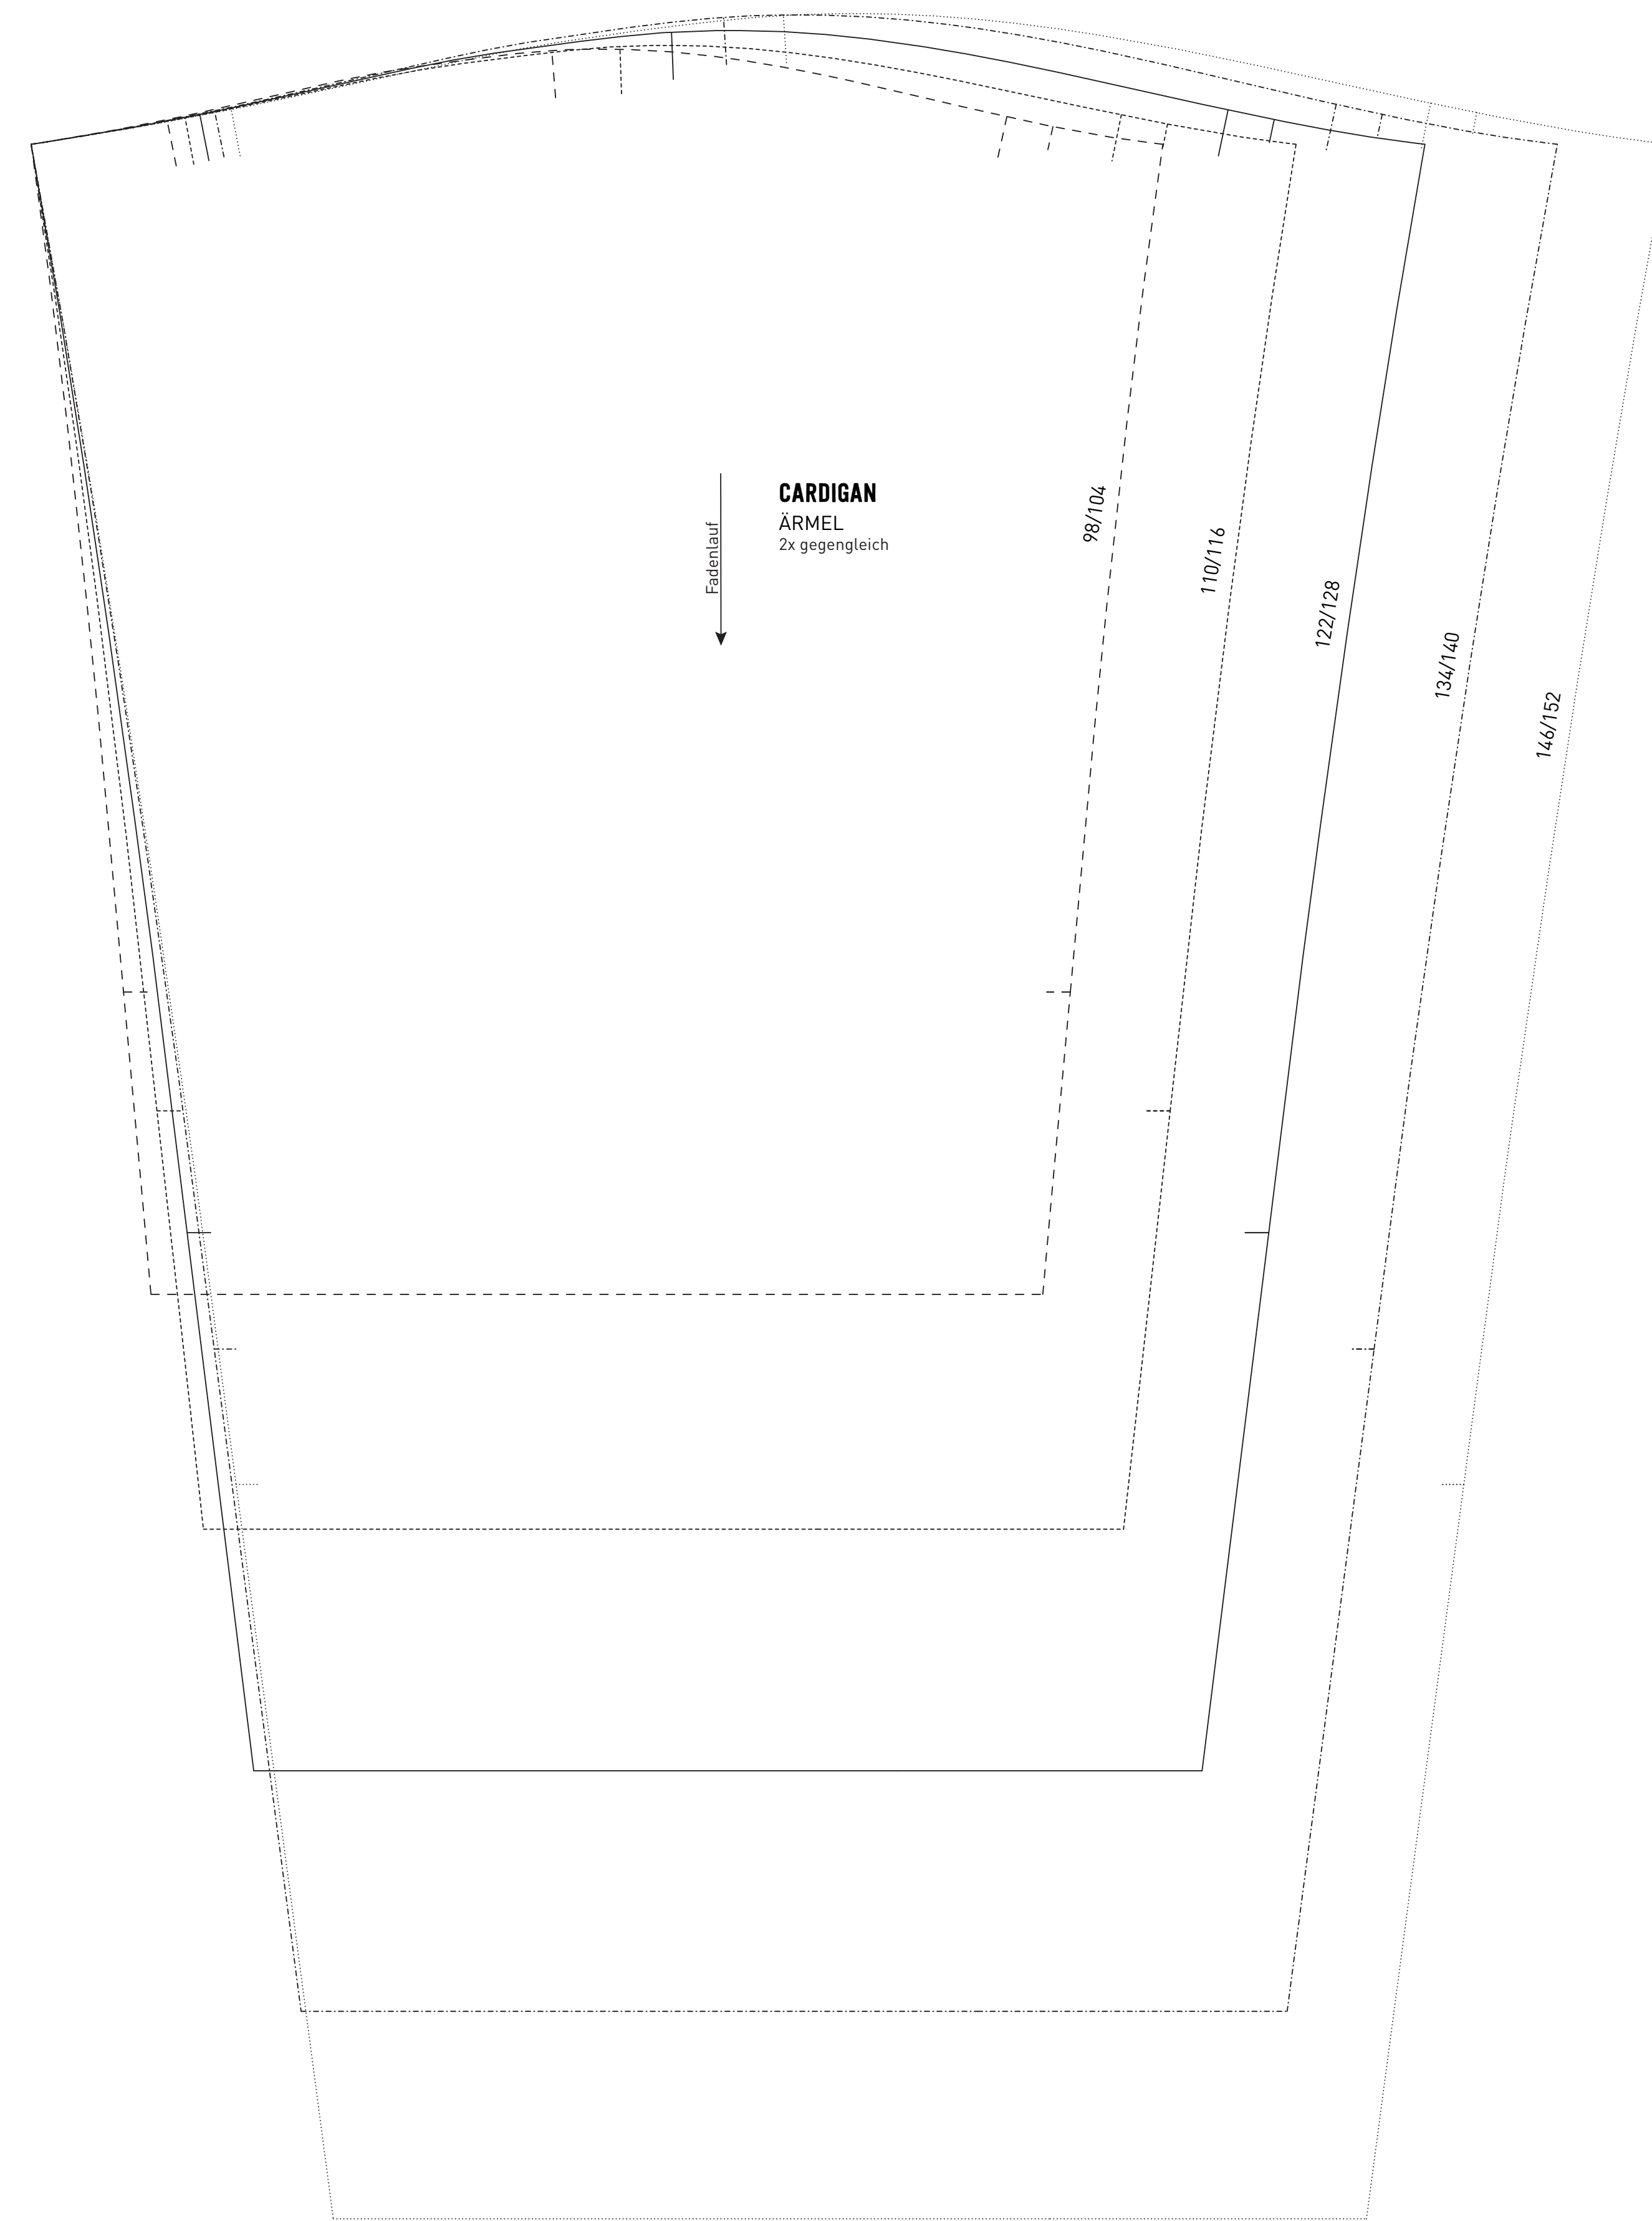 CARDIGAN
ÄRMEL
2x gegengleich
Fadenlauf
98/104
110/116
122/128
134/140
146/152